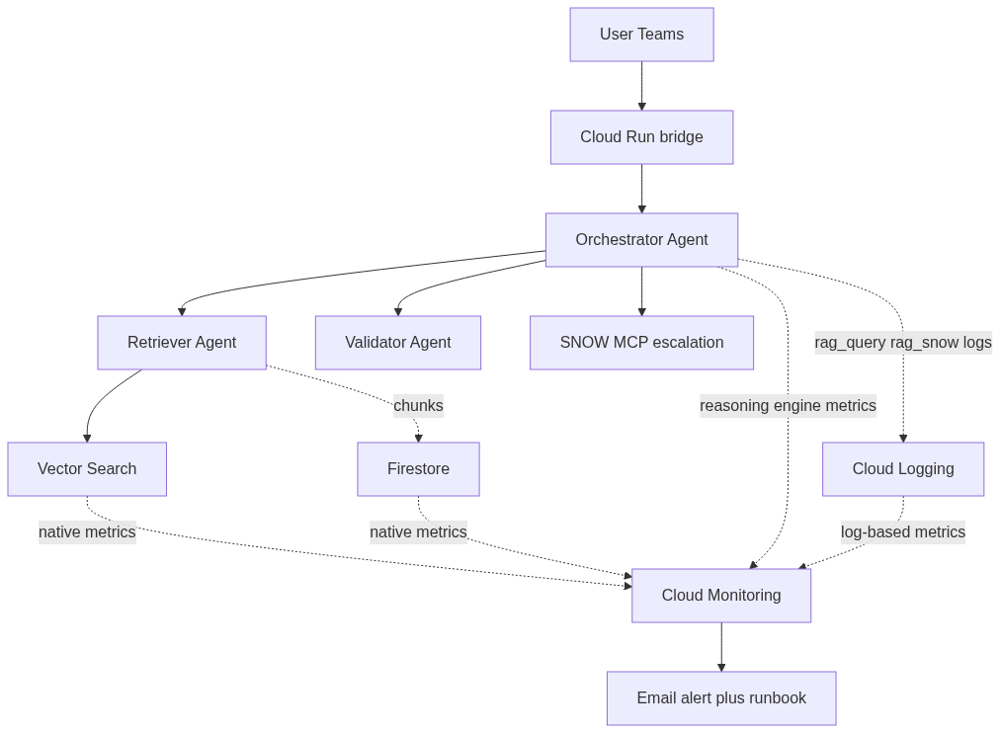 User Teams
Cloud Run bridge
Orchestrator Agent
Retriever Agent
Validator Agent
SNOW MCP escalation
rag_query rag_snow logs
chunks
reasoning engine metrics
Vector Search
Firestore
Cloud Logging
native metrics
native metrics
log-based metrics
Cloud Monitoring
Email alert plus runbook